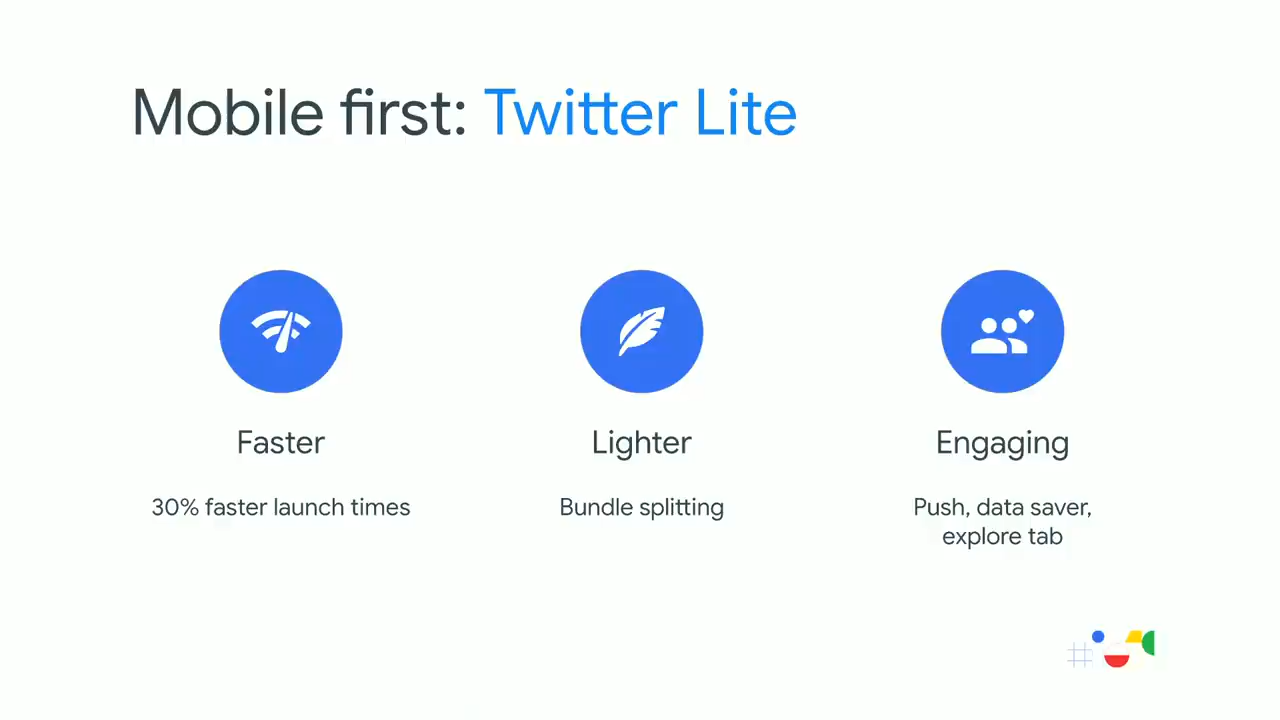 Mobile first: Twitter Lite
Faster
Lighter
Engaging
30% faster launch times
Bundle splitting
Push, data saver,
explore tab